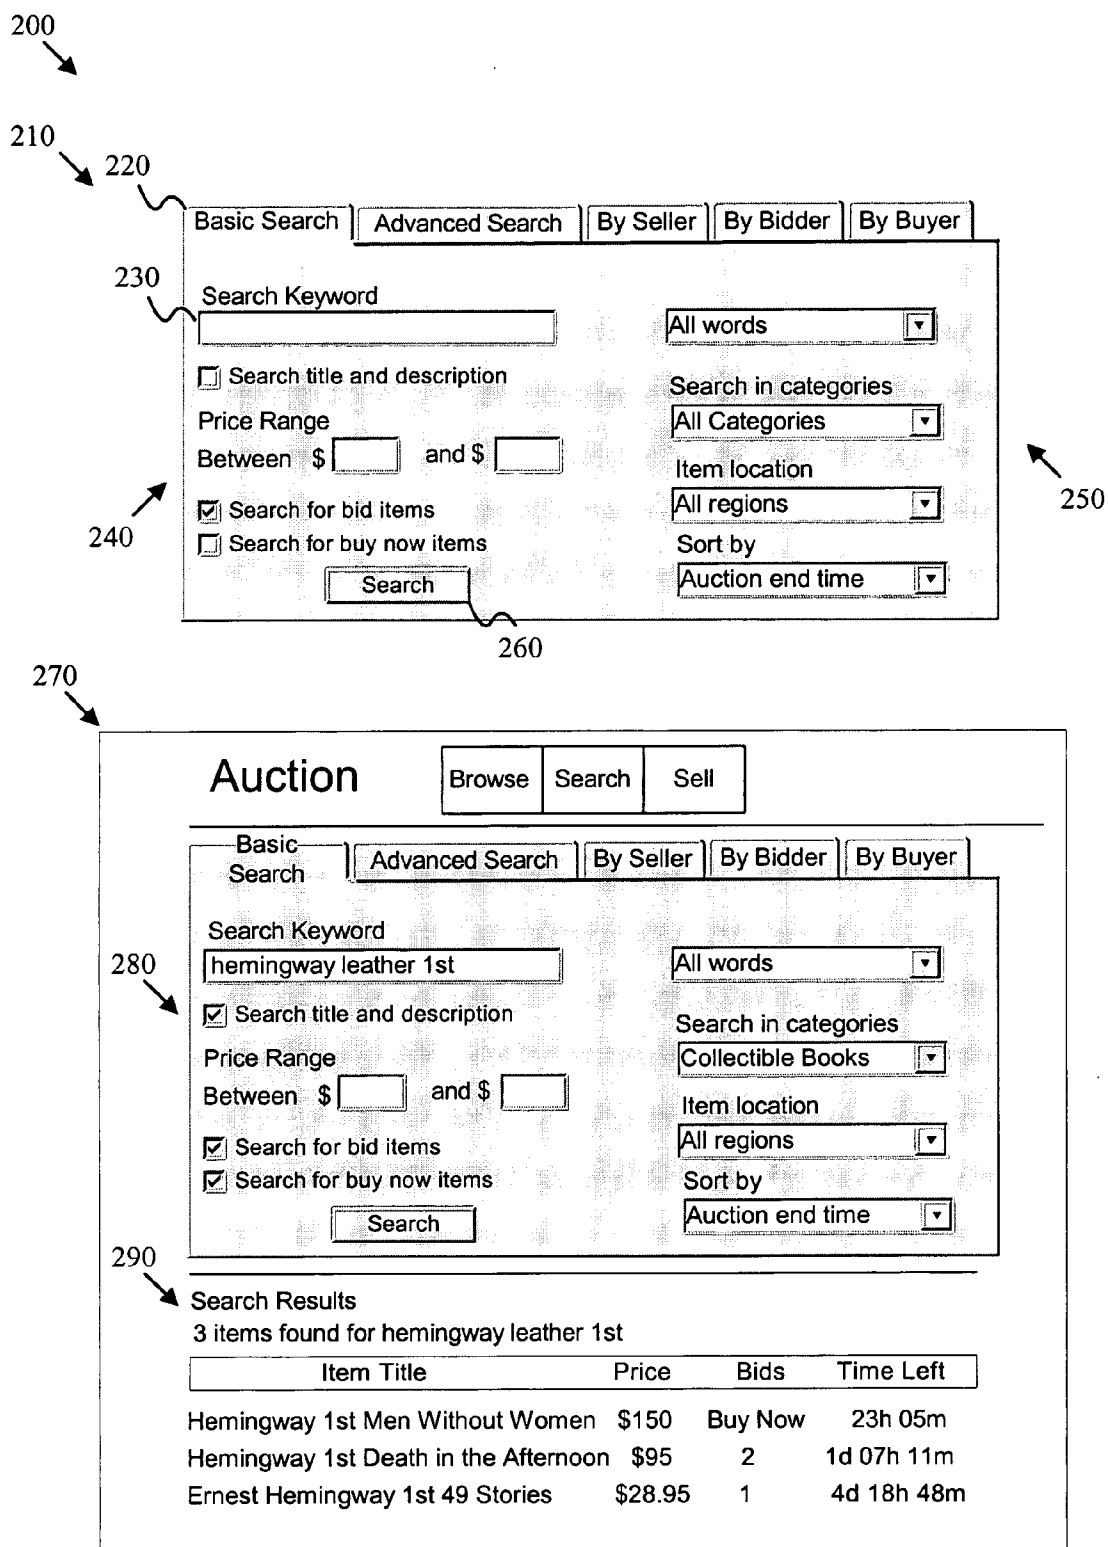 200
210
220
Basic Search Advanced Search By Seller By Bidder By Buyer
230
Search Keyword
All words
Search title and description
Search in categories
Price Range
All Categories
Between $ and $
Item location
240
250
Search for bid items
All regions
Search for buy now items
Sort by
Search
Auction end time
260
270
Auction Browse Search Sell
Basic
Search
Advanced Search By Seller By Bidder By Buyer
Search Keyword
280
hemingway leather 1st
All words
Search title and description
Search in categories
Price Range
Collectible Books
Between $ and $
Item location
Search for bid items
All regions
Search for buy now items
Sort by
Search
Auction end time
290
Search Results
3 items found for hemingway leather 1st
Item Title Price Bids Time Left
Hemingway 1st Men Without Women $150 Buy Now 23h 05m
Hemingway 1st Death in the Afternoon $95 2 1d 07h 11m
Ernest Hemingway 1st 49 Stories $28.95 1 4d 18h 48m